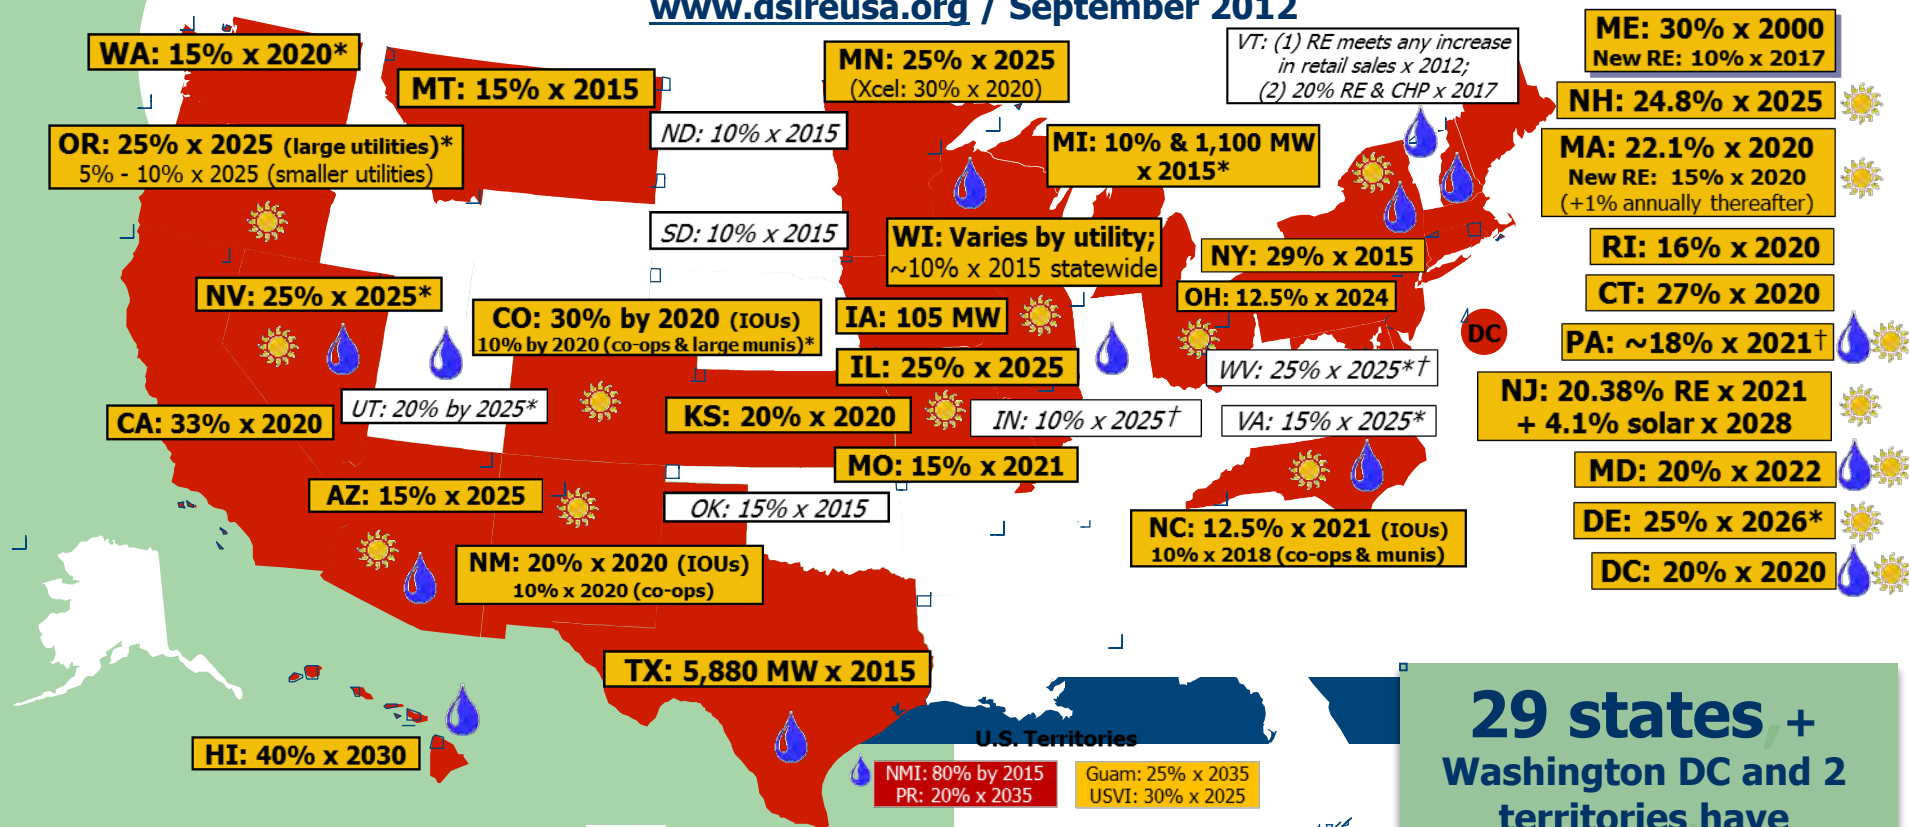 www.dsireusa.org / September 2012
WA: 15% x 2020*
MT: 15% x 2015
MN: 25% x 2025
(Xcel: 30% x 2020)
VT: (1) RE meets any increase
in retail sales x 2012;
(2) 20% RE & CHP x 2017
ME: 30% x 2000
New RE: 10% x 2017
NH: 24.8% x 2025
ND: 10% x 2015
OR: 25% x 2025 (large utilities)*
5% - 10% x 2025 (smaller utilities)
MI: 10% & 1,100 MW
x 2015*
MA: 22.1% x 2020
New RE: 15% x 2020
(+1% annually thereafter)
SD: 10% x 2015
WI: Varies by utility;
~10% x 2015 statewide
NY: 29% x 2015
RI: 16% x 2020
NV: 25% x 2025*
CO: 30% by 2020 (IOUs)
10% by 2020 (co-ops & large munis)*
IA: 105 MW
OH: 12.5% x 2024
CT: 27% x 2020
DC
PA: ~18% x 2021†
IL: 25% x 2025
WV: 25% x 2025*†
UT: 20% by 2025*
CA: 33% x 2020
KS: 20% x 2020
IN: 10% x 2025†
VA: 15% x 2025*
NJ: 20.38% RE x 2021
+ 4.1% solar x 2028
MO: 15% x 2021
MD: 20% x 2022
AZ: 15% x 2025
OK: 15% x 2015
NC: 12.5% x 2021 (IOUs)
10% x 2018 (co-ops & munis)
DE: 25% x 2026*
NM: 20% x 2020 (IOUs)
10% x 2020 (co-ops)
DC: 20% x 2020
TX: 5,880 MW x 2015
HI: 40% x 2030
U.S. Territories
NMI: 80% by 2015
PR: 20% x 2035
Guam: 25% x 2035
USVI: 30% x 2025
29 states,+
Washington DC and 2
territories have